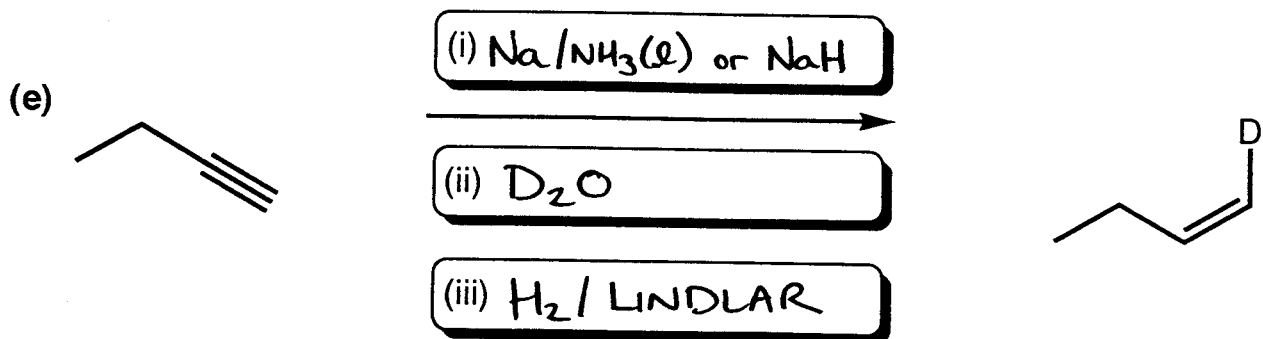 (e)
(i) Na/NH₃(l) or NaH
(ii) D₂O
(iii) H₂/ LINDLAR
D